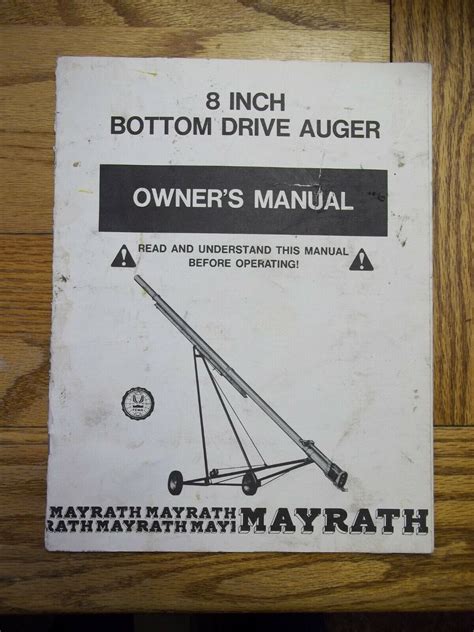 8 INCH
BOTTOM DRIVE AUGER
OWNER'S MANUAL
READ AND UNDERSTAND THIS MANUAL
BEFORE OPERATING!
MAYRATH MAYRATH
RATH MAYRATH MAYI MAYRATH